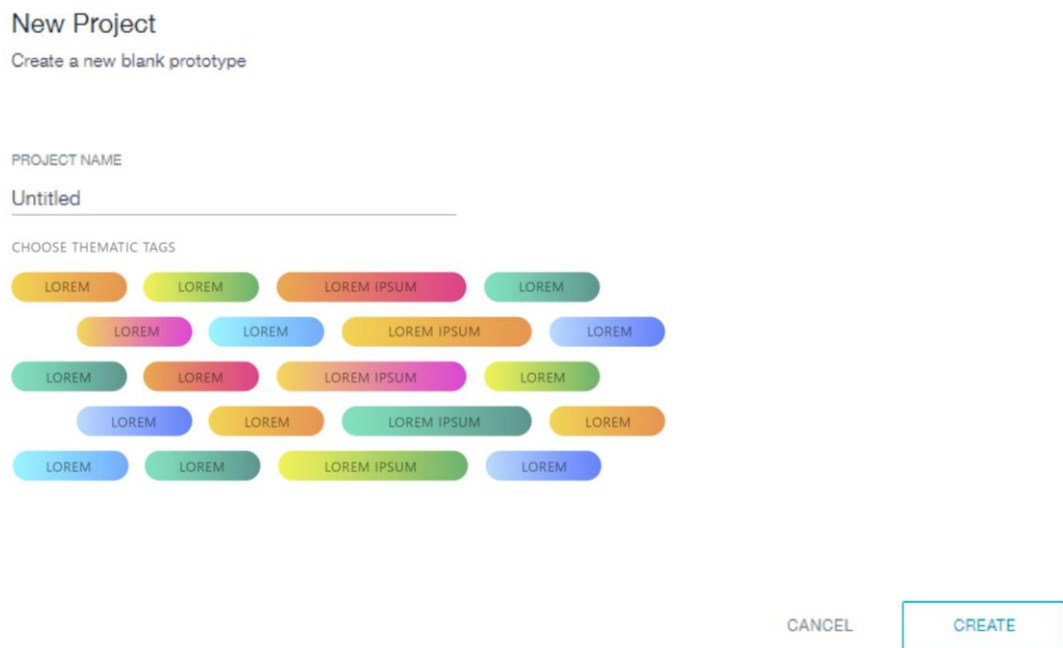 New Project
Create a new blank prototype
PROJECT NAME
Untitled
CHOOSE THEMATIC TAGS
LOREM LOREM LOREM IPSUM LOREM
LOREM LOREM LOREM IPSUM LOREM
LOREM LOREM LOREM IPSUM LOREM
LOREM LOREM LOREM IPSUM LOREM
LOREM LOREM LOREM IPSUM LOREM
CANCEL CREATE